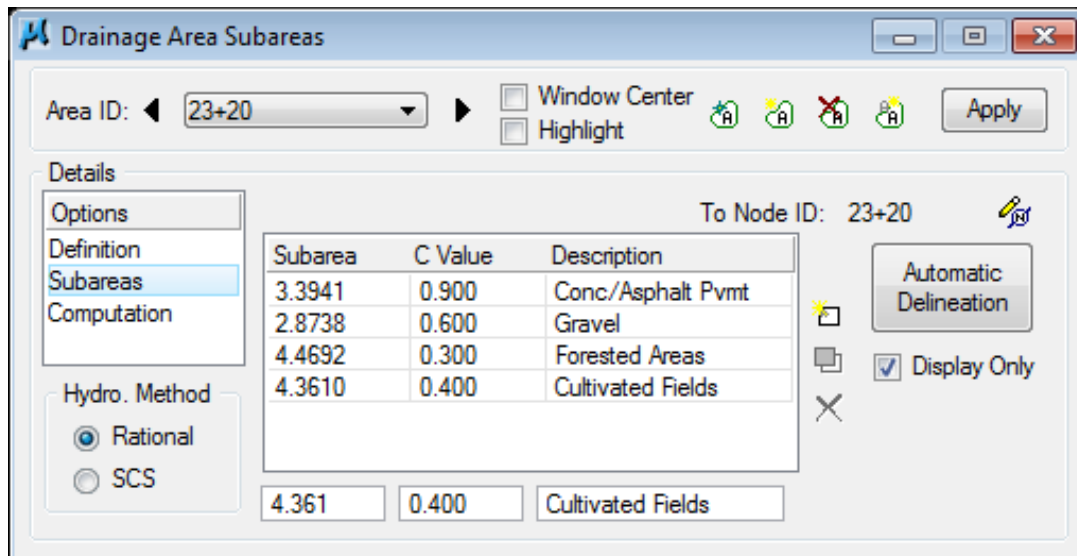 Drainage Area Subareas
Area ID: 23+20
Window Center
Highlight
Apply
Details
Options
Definition
Subareas
Computation
To Node ID: 23+20
Subarea C Value Description
3.3941 0.900 Conc/Asphalt Pvmt
2.8738 0.600 Gravel
4.4692 0.300 Forested Areas
4.3610 0.400 Cultivated Fields
Automatic
Delineation
Display Only
Hydro. Method
Rational
SCS
4.361 0.400 Cultivated Fields